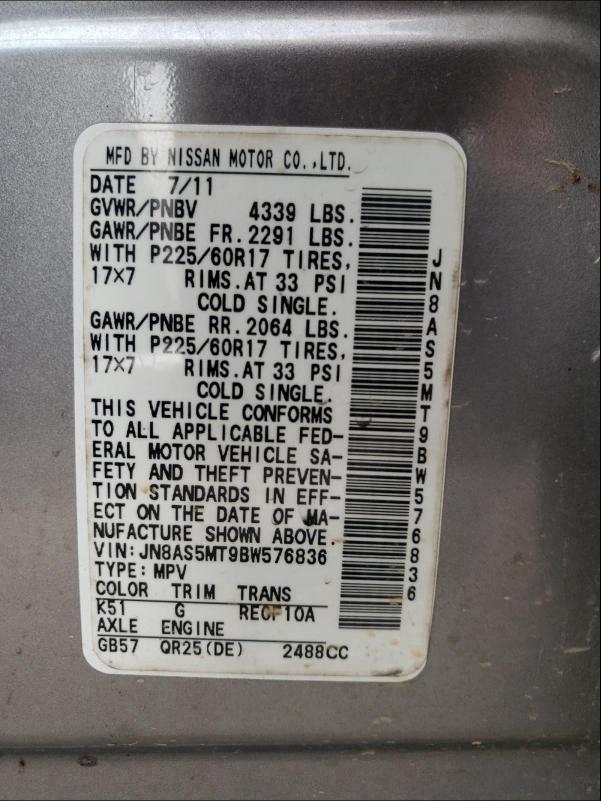 MFD BY NISSAN MOTOR CO.,LTD.
DATE 7/11
GVWR/PNBV 4339 LBS.
GAWR/PNBE FR.2291 LBS.
WITH P225/60R17 TIRES,
17×7 RIMS.AT 33 PSI
COLD SINGLE.
GAWR/PNBE RR.2064 LBS.
WITH P225/60R17 TIRES,
17×7 RIMS.AT 33 PSI
COLD SINGLE.
THIS VEHICLE CONFORMS
TO ALL APPLICABLE FED-
ERAL MOTOR VEHICLE SA-
FETY AND THEFT PREVEN-
TION STANDARDS IN EFF-
ECT ON THE DATE OF MA-
NUFACTURE SHOWN ABOVE.
VIN:JN8AS5MT9BW576836
TYPE:MPV
COLOR TRIM TRANS
K51 G RE0F10A
AXLE ENGINE
GB57 QR25(DE) 2488CC
JN8AS5MT9BW576836